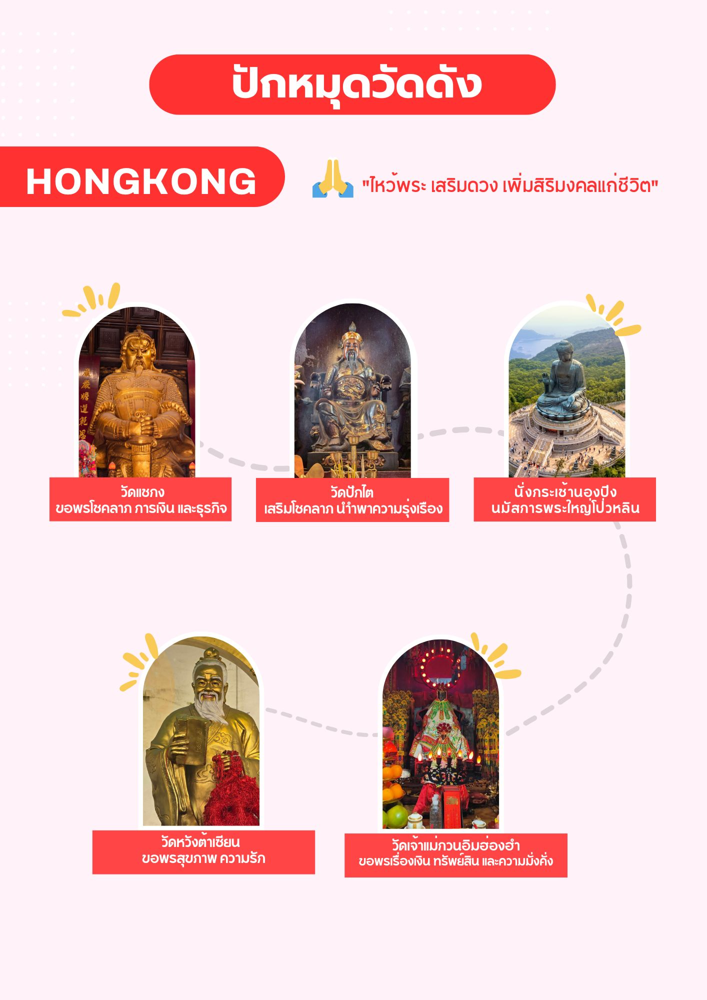 ปักหมุดวัดดัง
HONGKONG
"ไหว้พระ เสริมดวง เพิ่มสิริมงคลแก่ชีวิต"
วัดแชกง
ขอพรโชคลาภ การเงิน และธุรกิจ
วัดปักไต
เสริมโชคลาภ นำาพาความรุ่งเรือง
นั่งกระเช้านองปิง
นมัสการพระใหญ่โป่วหลิน
วัดหวังต้าเซียน
ขอพรสุขภาพ ความรัก
วัดเจ้าแม่กวนอิมฮ่องฮำ
ขอพรเรื่องเงิน ทรัพย์สิน และความมั่งคั่ง